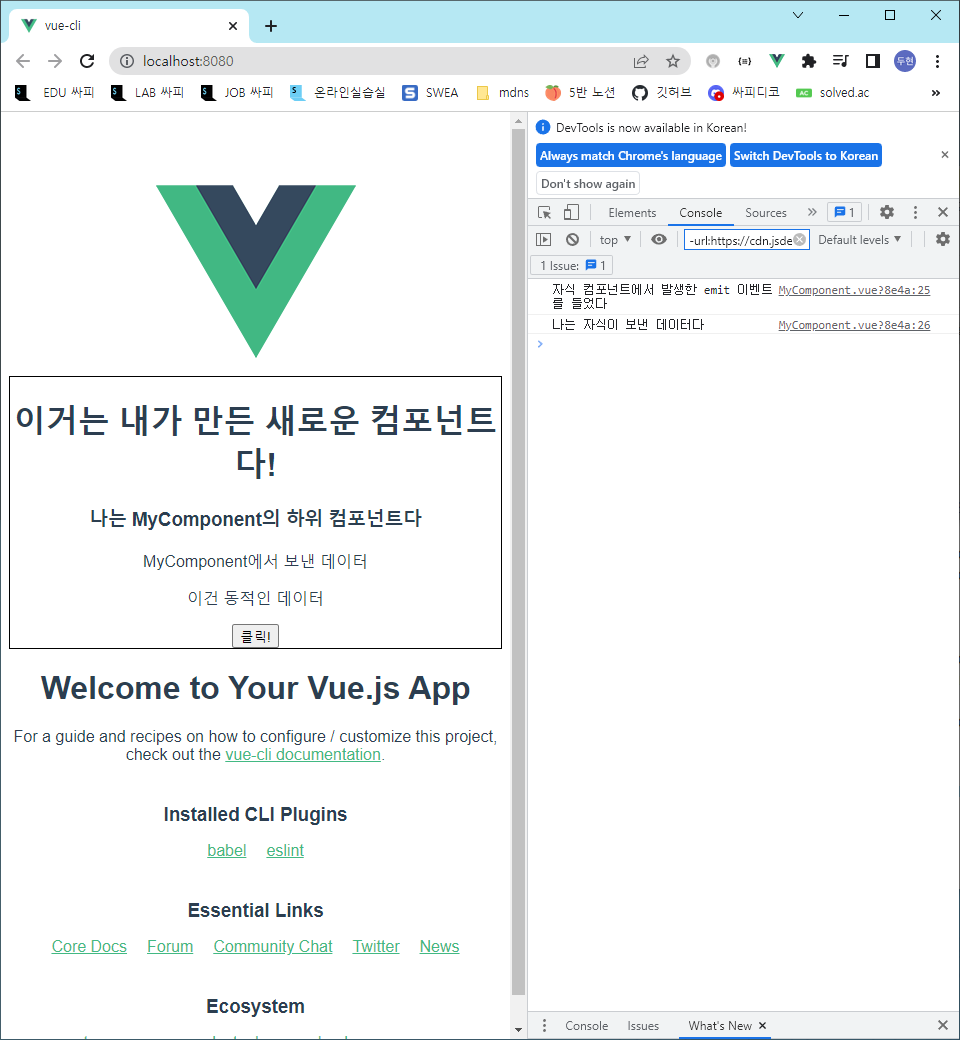 vue-cli
localhost:8080
두현
EDU 싸피 LAB 싸피 JOB 싸피 온라인실습실 SWEA mdns 5반 노션 깃허브 싸피디코 AC solved.ac »
이거는 내가 만든 새로운 컴포넌트
다!
나는 MyComponent의 하위 컴포넌트다
MyComponent에서 보낸 데이터
이건 동적인 데이터
클릭!
Welcome to Your Vue.js App
For a guide and recipes on how to configure / customize this project,
check out the vue-cli documentation.
Installed CLI Plugins
babel eslint
Essential Links
Core Docs Forum Community Chat Twitter News
Ecosystem
DevTools is now available in Korean!
Always match Chrome's language Switch DevTools to Korean
Don't show again
Elements Console Sources » 1
top -url:https://cdn.jsde Default levels
1 Issue: 1
자식 컴포넌트에서 발생한 emit 이벤트 MyComponent.vue?8e4a:25
를 들었다
나는 자식이 보낸 데이터다 MyComponent.vue?8e4a:26
Console Issues What's New